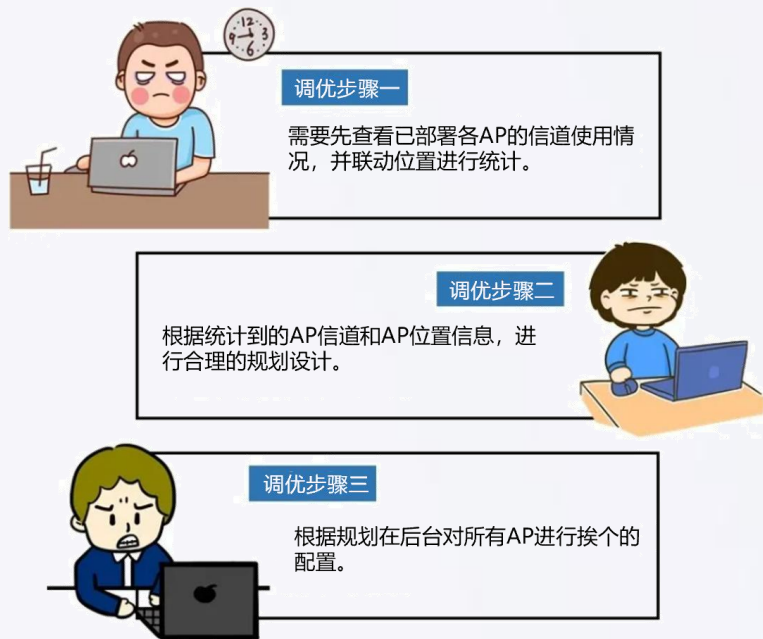 12
9 3
6
调优步骤一
需要先查看已部署各AP的信道使用情
况，并联动位置进行统计。
调优步骤二
根据统计到的AP信道和AP位置信息，进
行合理的规划设计。
调优步骤三
根据规划在后台对所有AP进行挨个的
配置。